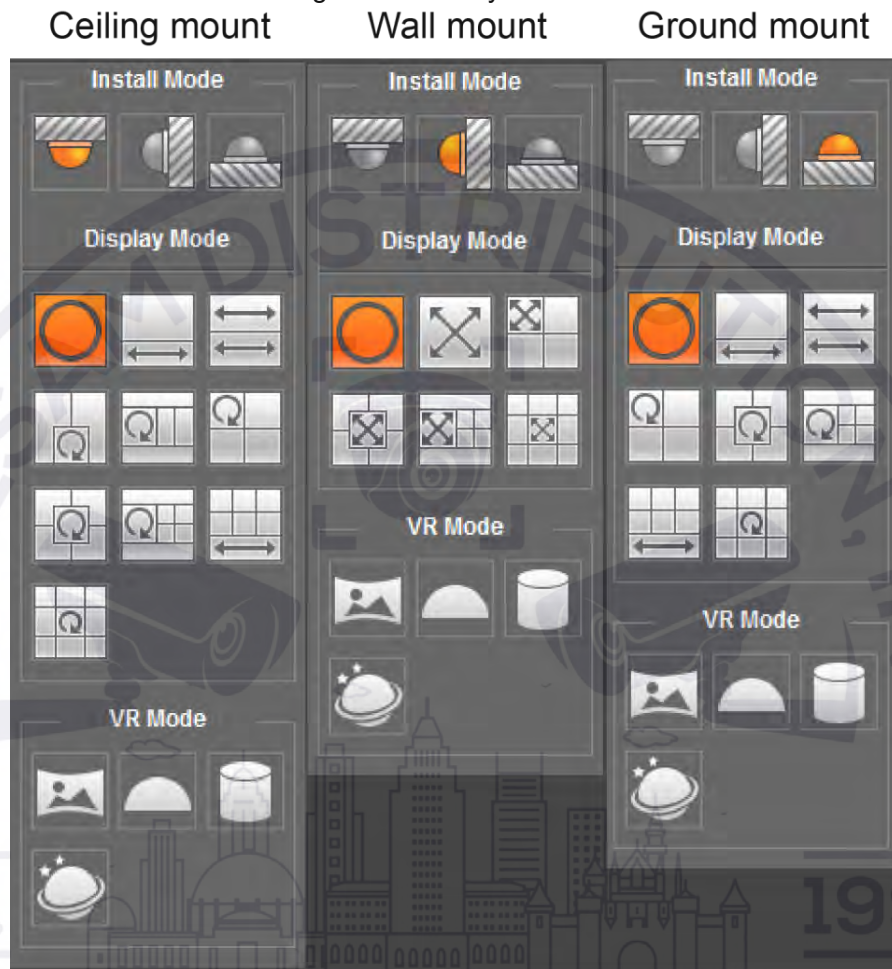 Ceiling mount
Wall mount
Ground mount
Install Mode
Install Mode
Install Mode
Display Mode
Display Mode
Display Mode
VR Mode
VR Mode
VR Mode
DISTRIBUTION
19